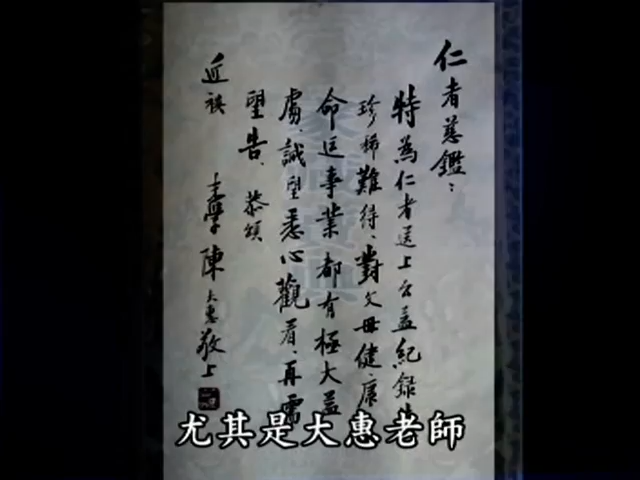 仁者慈鑑：
特為仁者送上公益紀錄
珍稀難得、對父母健康、
命運事業都有極大益
處、誠望悉心觀看、再需
望告、恭頌
近祺
末學陳大惠敬上
尤其是大惠老師